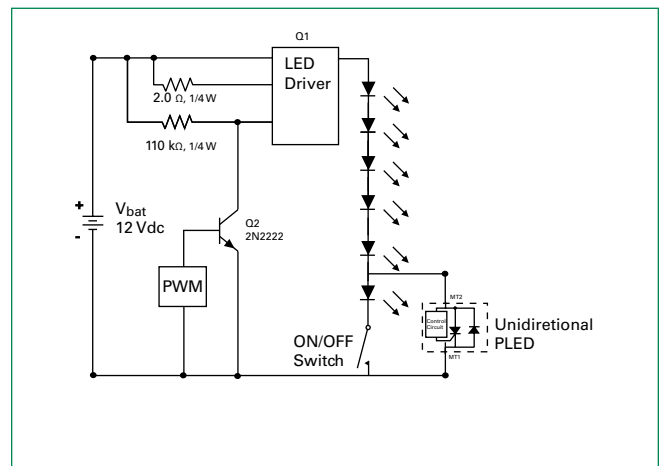 Q1
LED
Driver
2.0 Ω, 1/4 W
110 kΩ, 1/4 W
+
Vbat
12 Vdc
-
Q2
2N2222
PWM
ON/OFF
Switch
MT2
Control
Circuit
MT1
Unidiretional
PLED